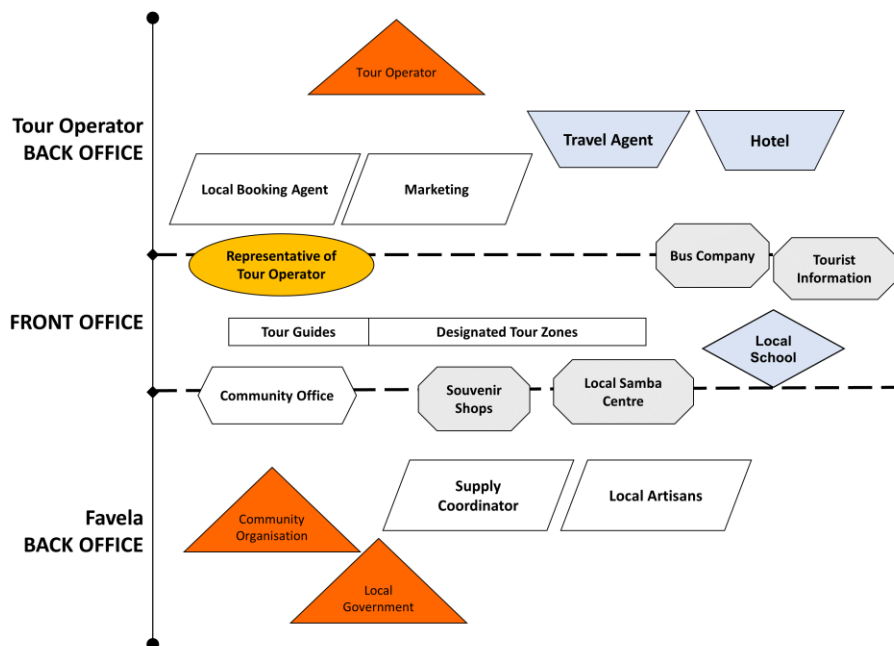 Tour Operator
Tour Operator
BACK OFFICE
Travel Agent
Hotel
Local Booking Agent
Marketing
Representative of
Tour Operator
Bus Company
Tourist
Information
FRONT OFFICE
Tour Guides
Designated Tour Zones
Local
School
Community Office
Souvenir
Shops
Local Samba
Centre
Supply
Coordinator
Local Artisans
Favela
BACK OFFICE
Community
Organisation
Local
Government